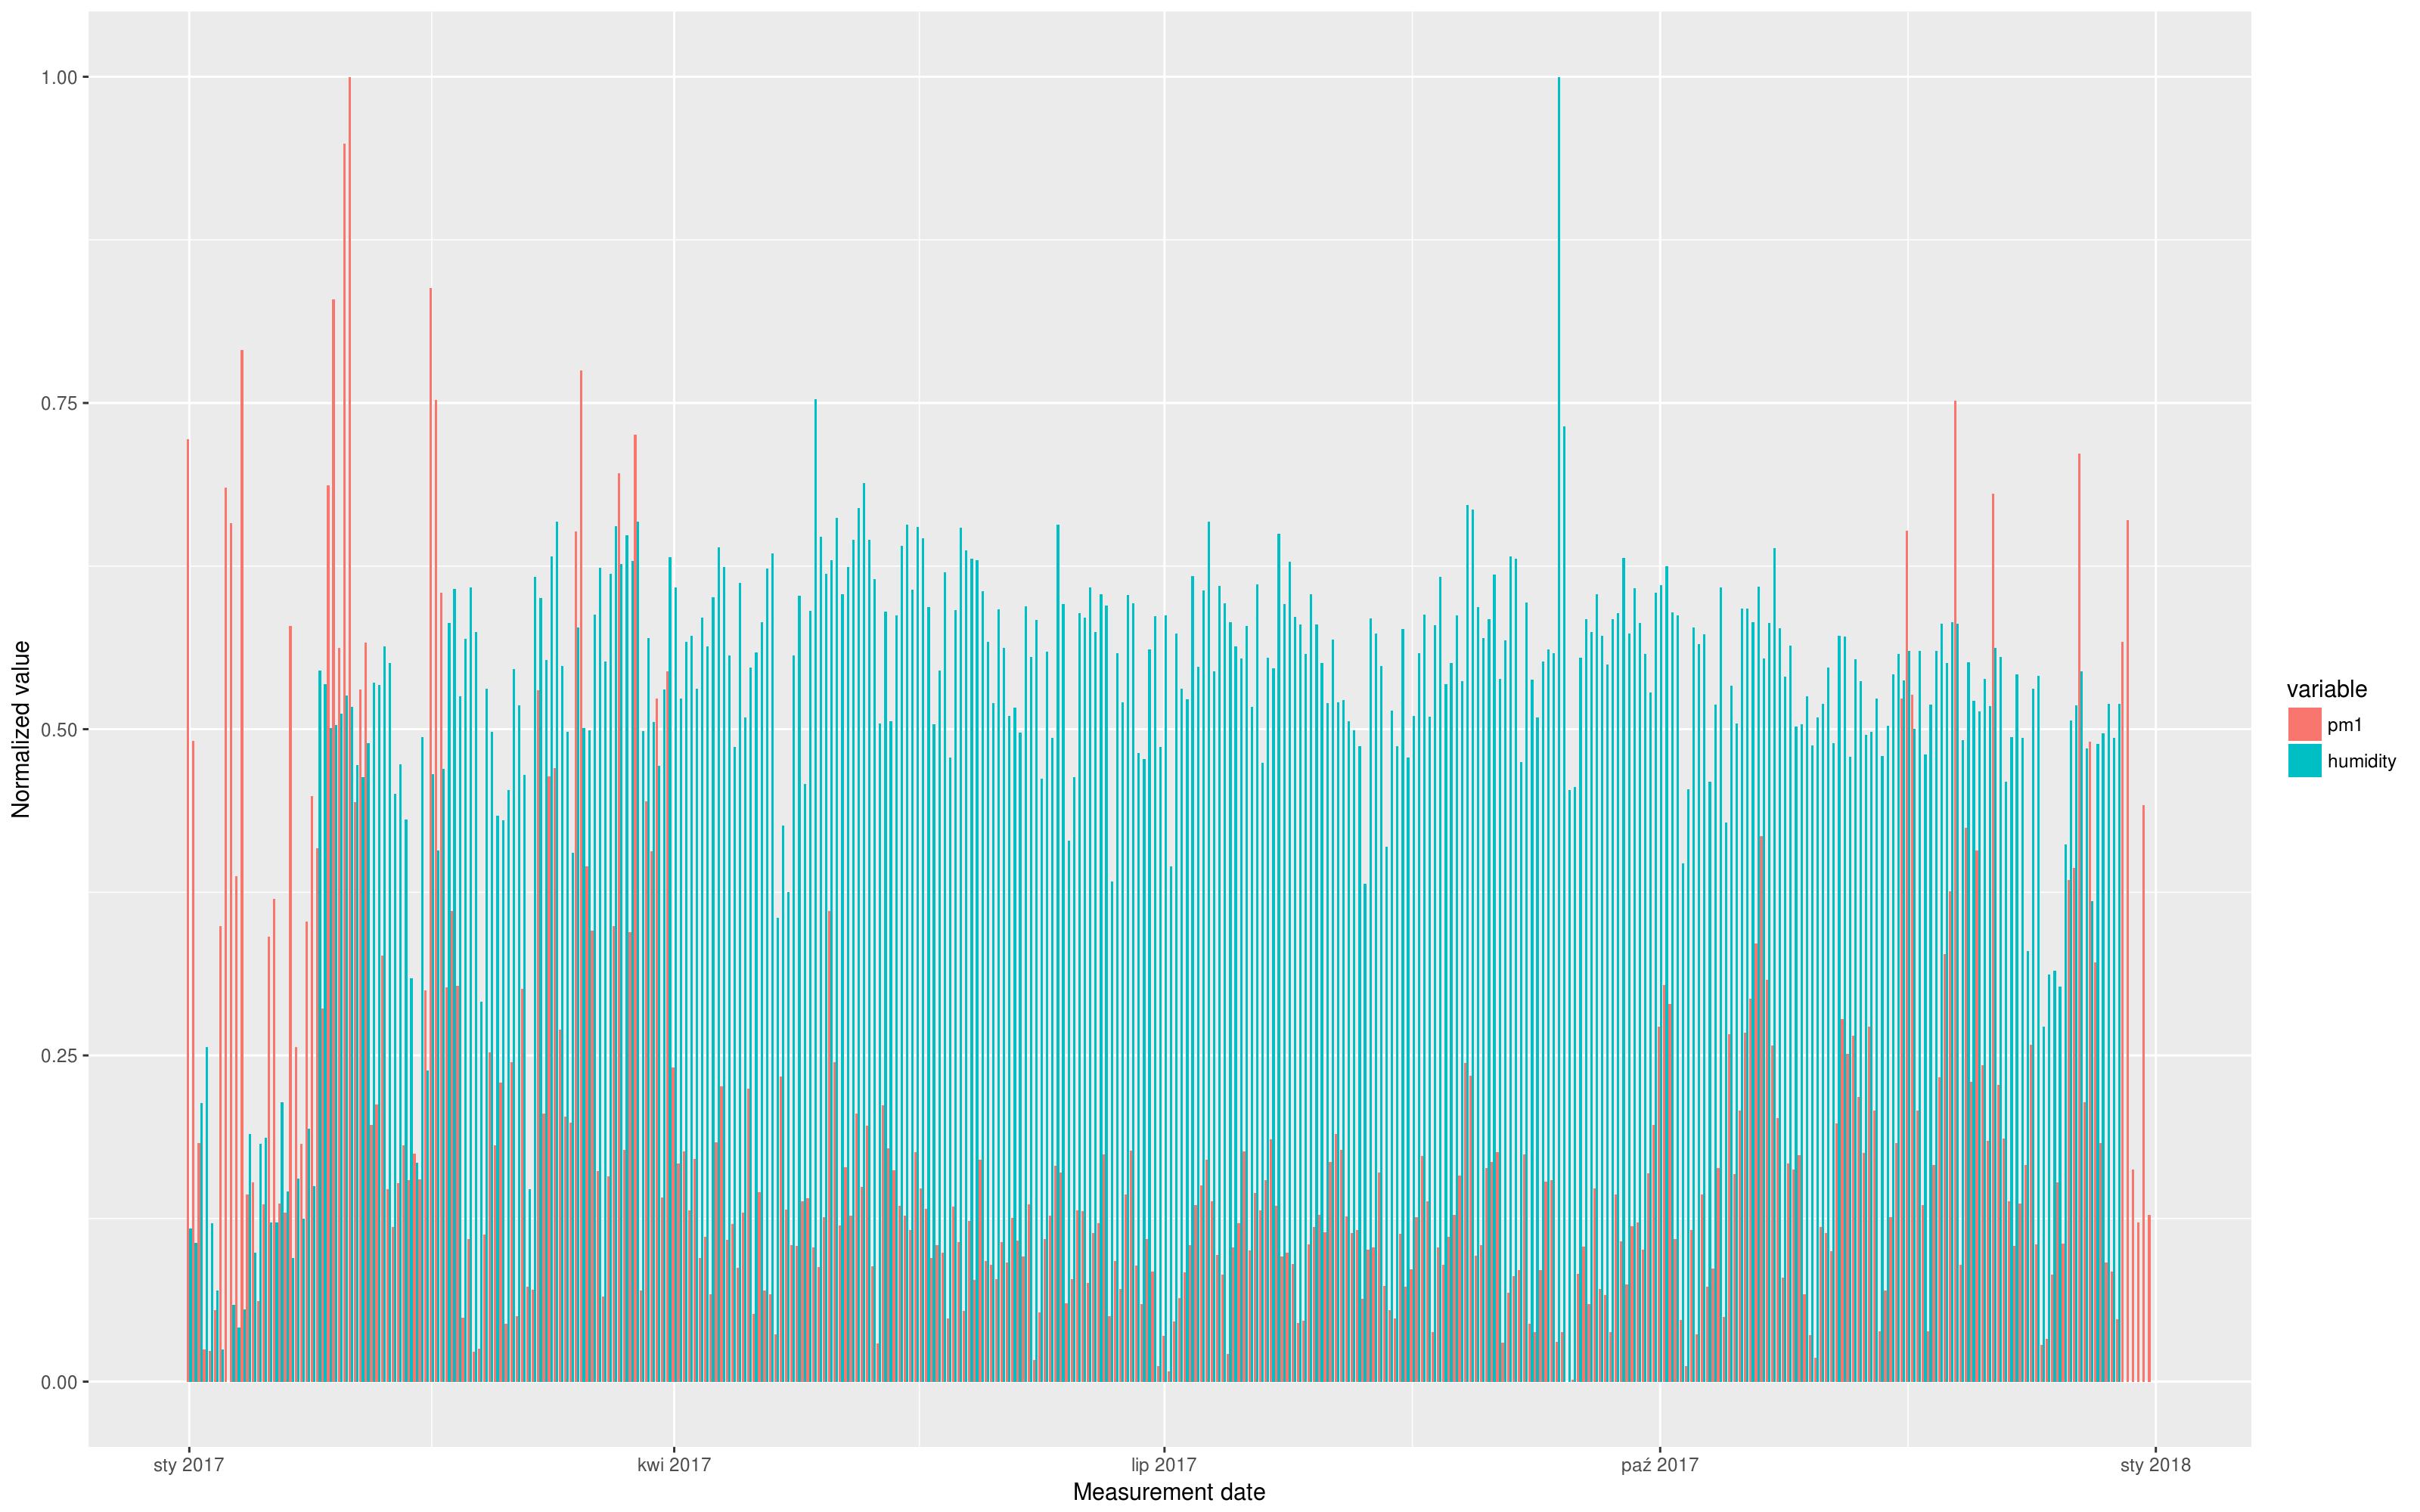 1.00
0.75
0.50
0.25
0.00
Normalized value
sty 2017
kwi 2017
lip 2017
paź 2017
sty 2018
Measurement date
variable
pm1
humidity